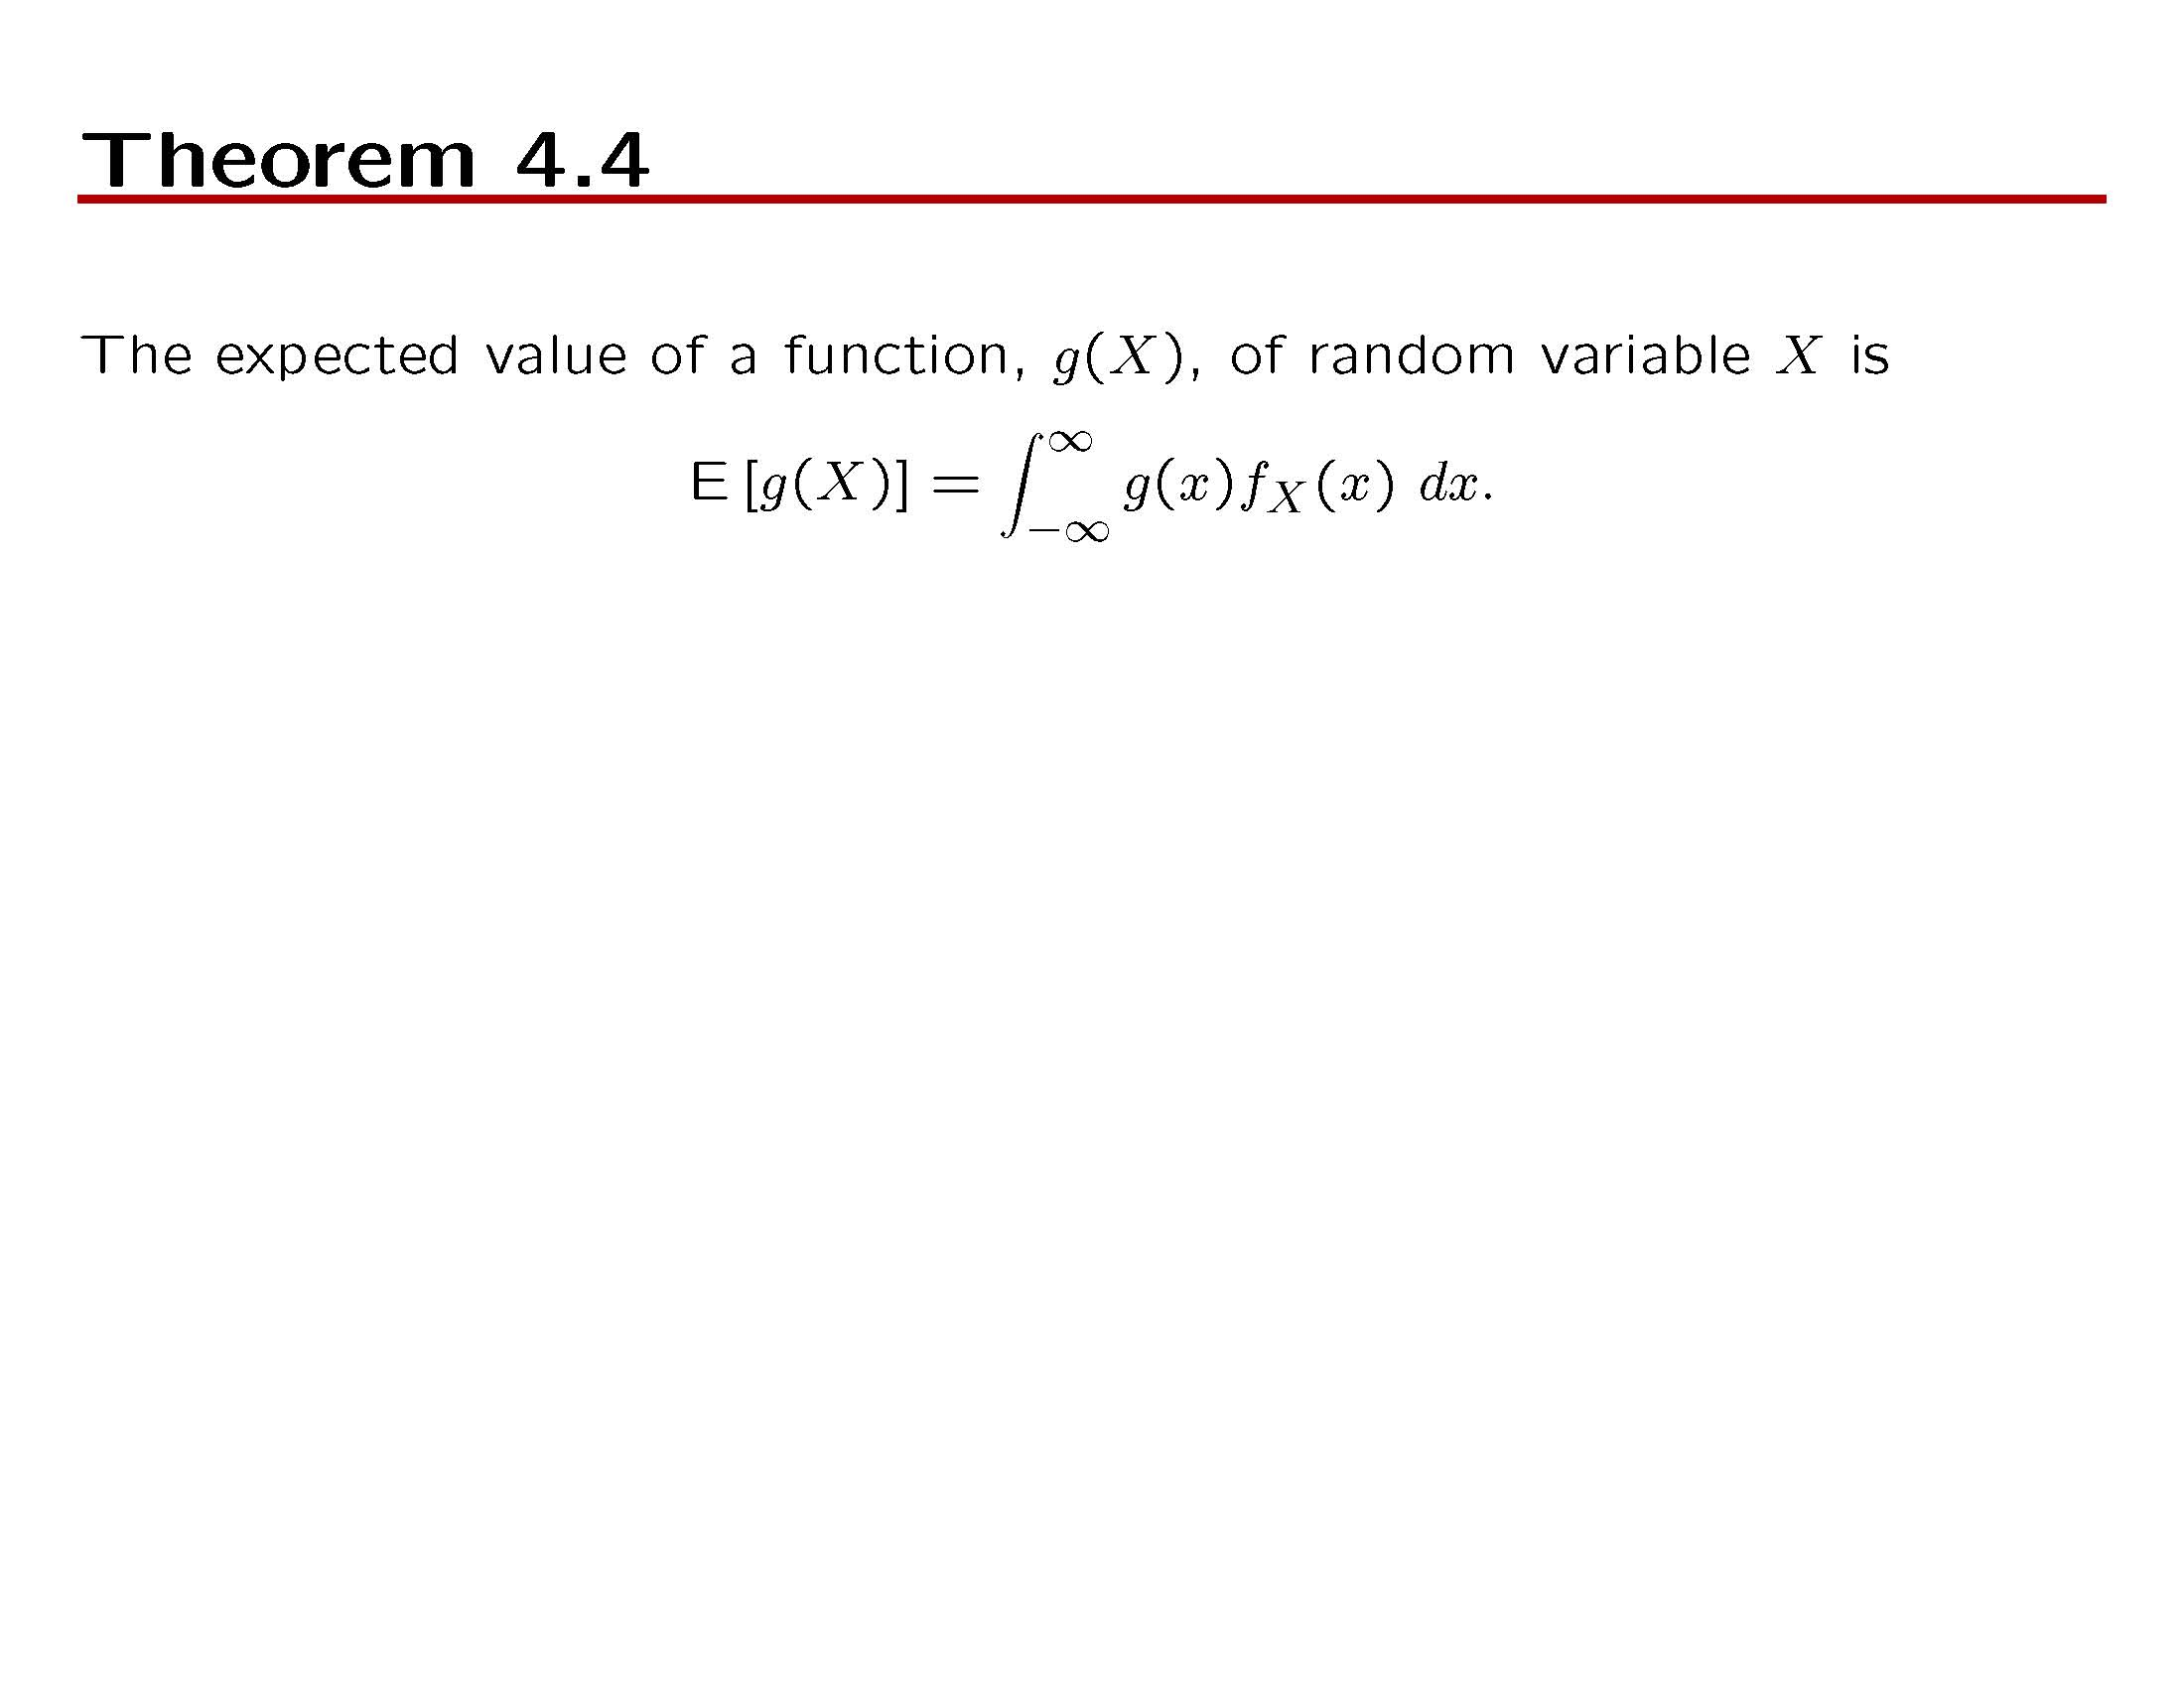 Theorem 4.4
The expected value of a function, g(X), of random variable X is
E [g(X)] = ∫_{−∞}^{∞} g(x)f_X(x) dx.